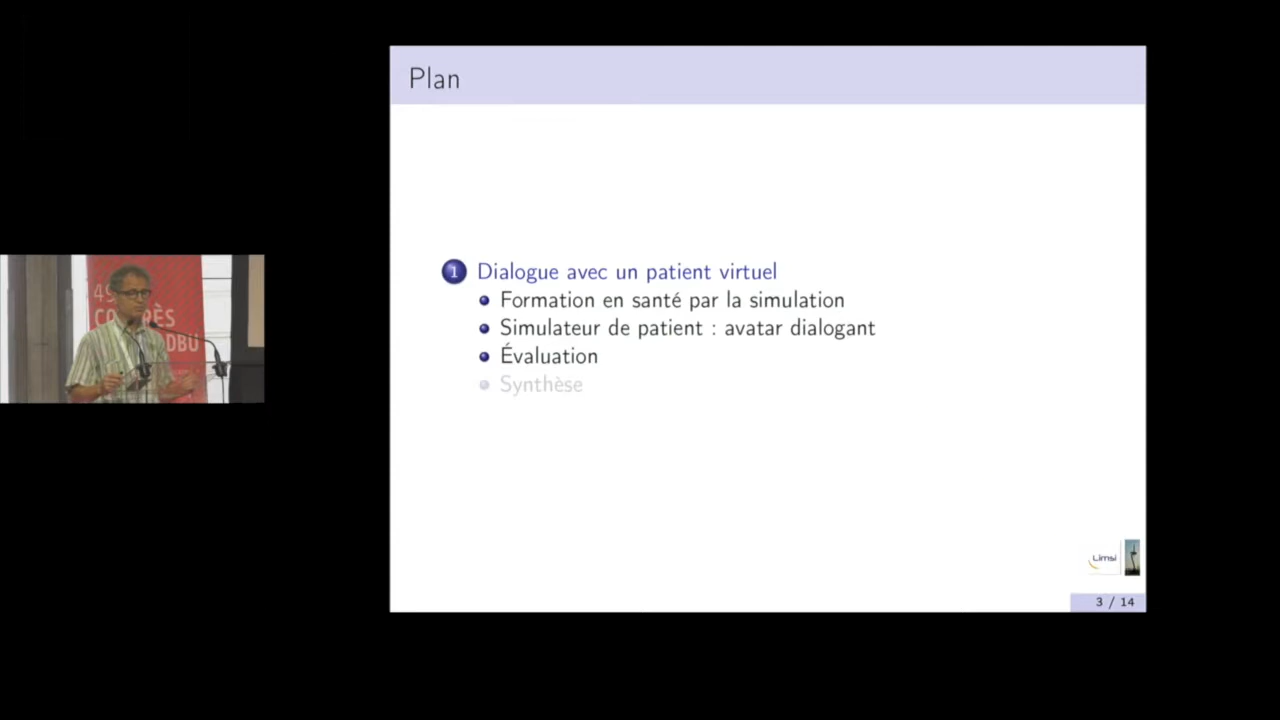 Plan
1 Dialogue avec un patient virtuel
Formation en santé par la simulation
Simulateur de patient : avatar dialogant
Évaluation
Synthèse
Limsi
3 / 14